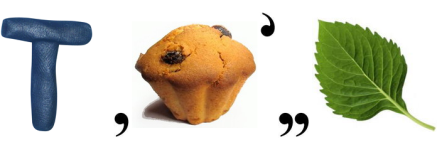 T , ’ ,,